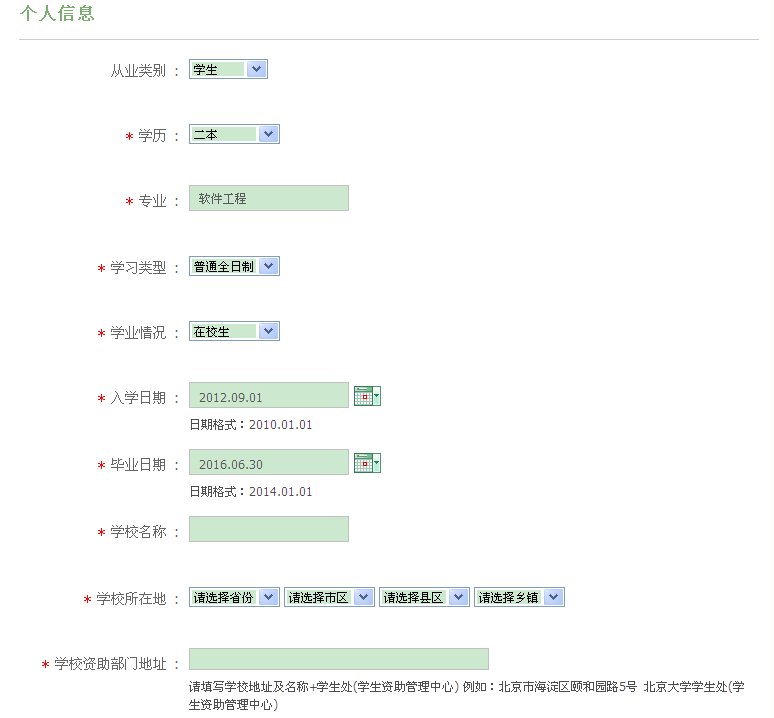 个人信息
从业类别 : 学生
* 学历 : 二本
* 专业 : 软件工程
* 学习类型 : 普通全日制
* 学业情况 : 在校生
* 入学日期 : 2012.09.01
日期格式：2010.01.01
* 毕业日期 : 2016.06.30
日期格式：2014.01.01
* 学校名称 :
* 学校所在地 : 请选择省份 请选择市区 请选择县区 请选择乡镇
* 学校资助部门地址 :
请填写学校地址及名称+学生处(学生资助管理中心) 例如：北京市海淀区颐和园路5号 北京大学学生处(学
生资助管理中心)